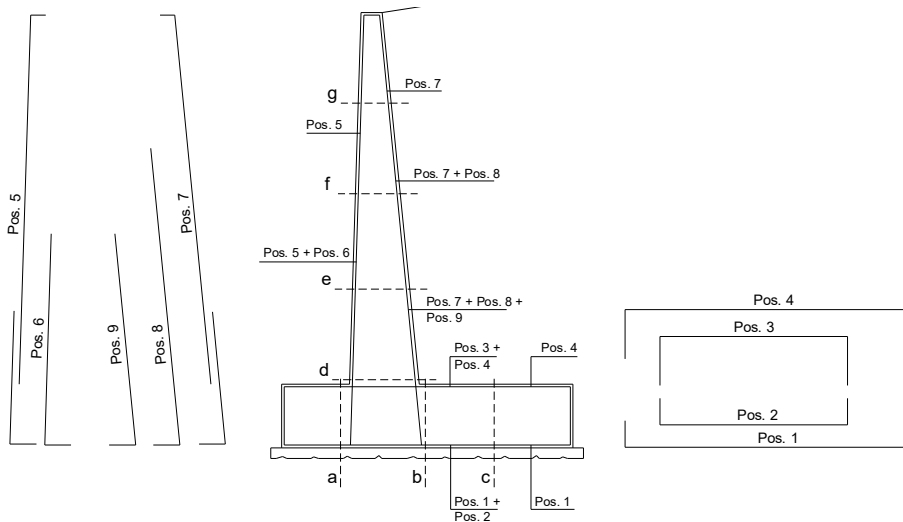 Pos. 5
Pos. 6
Pos. 9
Pos. 8
Pos. 7
g
Pos. 7
Pos. 5
Pos. 7 + Pos. 8
f
Pos. 5 + Pos. 6
e
Pos. 7 + Pos. 8 +
Pos. 9
d
Pos. 3 +
Pos. 4
Pos. 4
a
b
c
Pos. 1 +
Pos. 2
Pos. 1
Pos. 4
Pos. 3
Pos. 2
Pos. 1